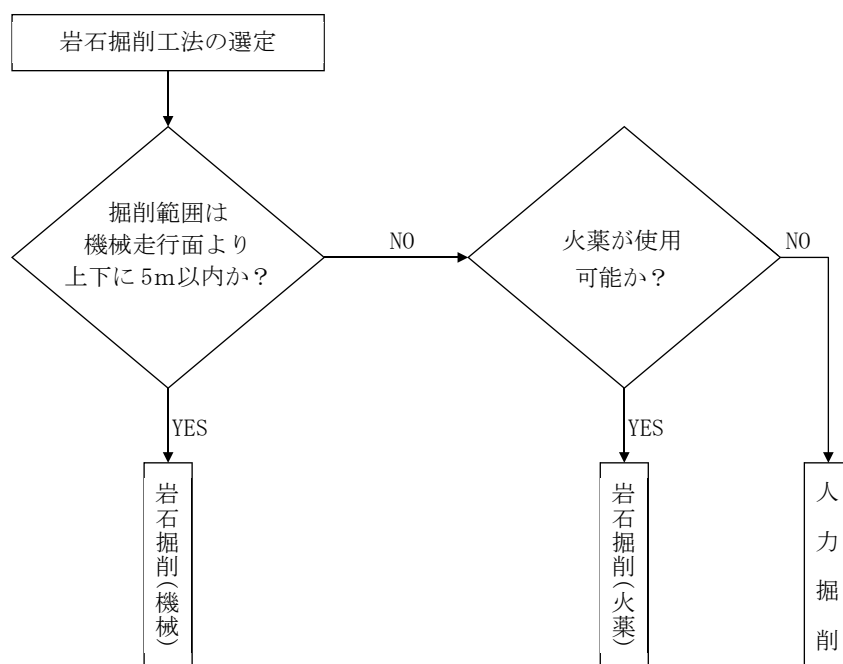 岩石掘削工法の選定
掘削範囲は
機械走行面より
上下に5m以内か?
NO
火薬が使用
可能か?
NO
YES
YES
岩石掘削(機械)
岩石掘削(火薬)
人力掘削